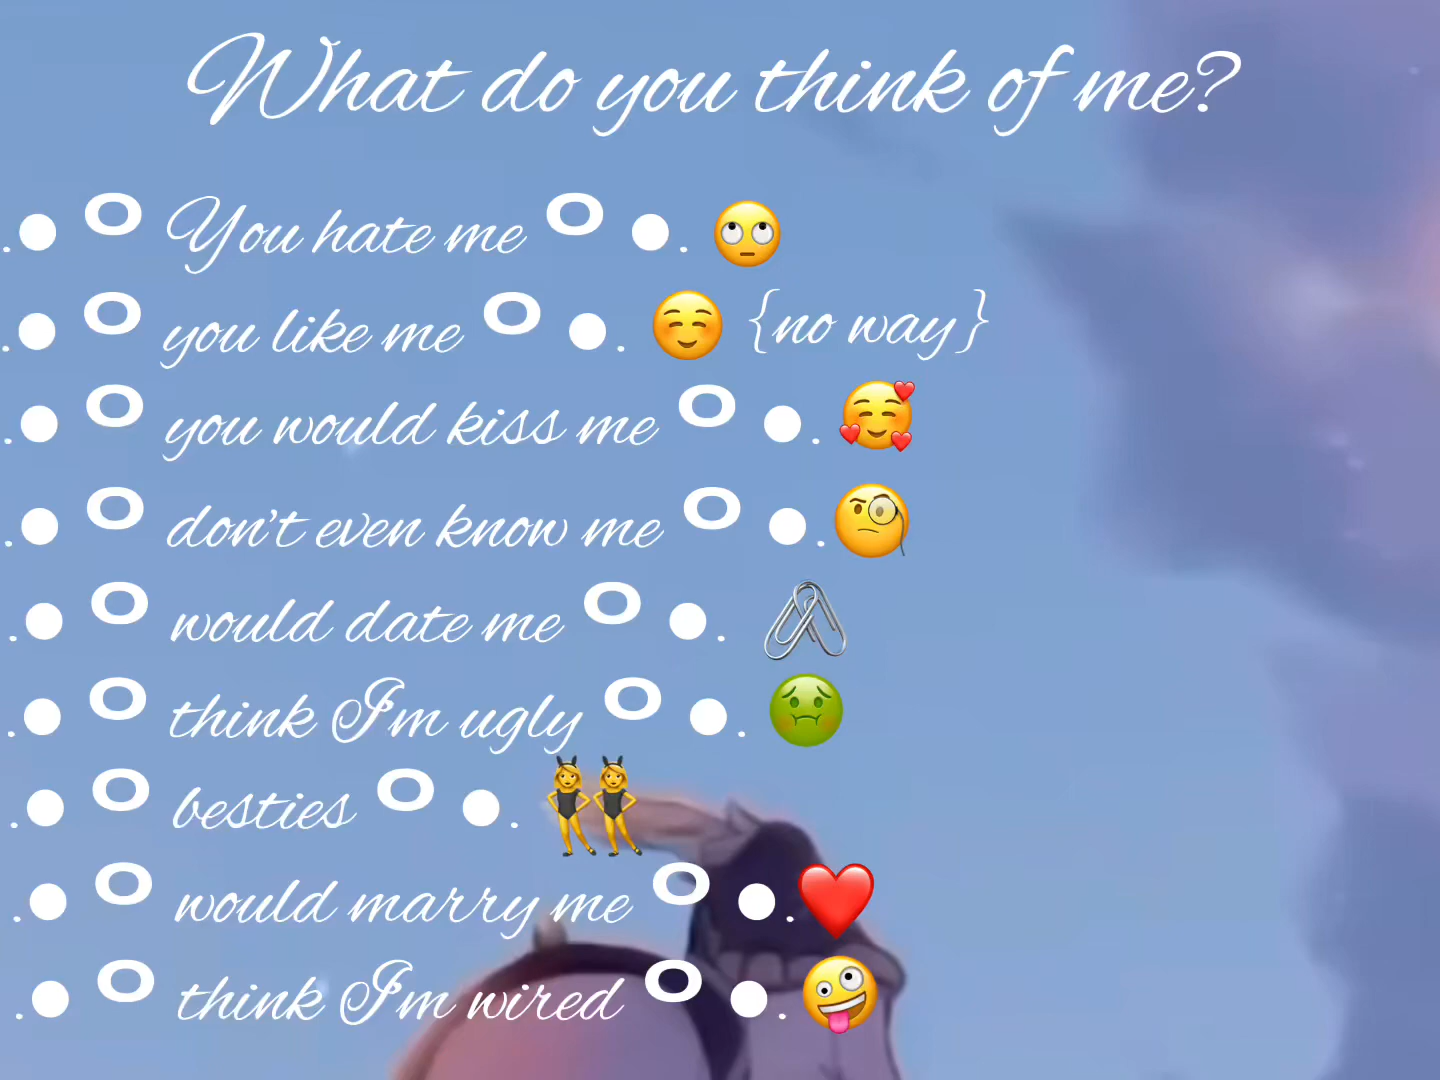 What do you think of me?
.● ᴼ You hate me ᴼ ●. 🙄
.● ᴼ you like me ᴼ ●. ☺️ {no way}
.● ᴼ you would kiss me ᴼ ●. 🥰
.● ᴼ don't even know me ᴼ ●. 🧐
.● ᴼ would date me ᴼ ●. 🖇️
.● ᴼ think I'm ugly ᴼ ●. 🤢
.● ᴼ besties ᴼ ●. 👯‍♀️
.● ᴼ would marry me ᴼ ●. ❤️
.● ᴼ think I'm wired ᴼ ●. 🤪